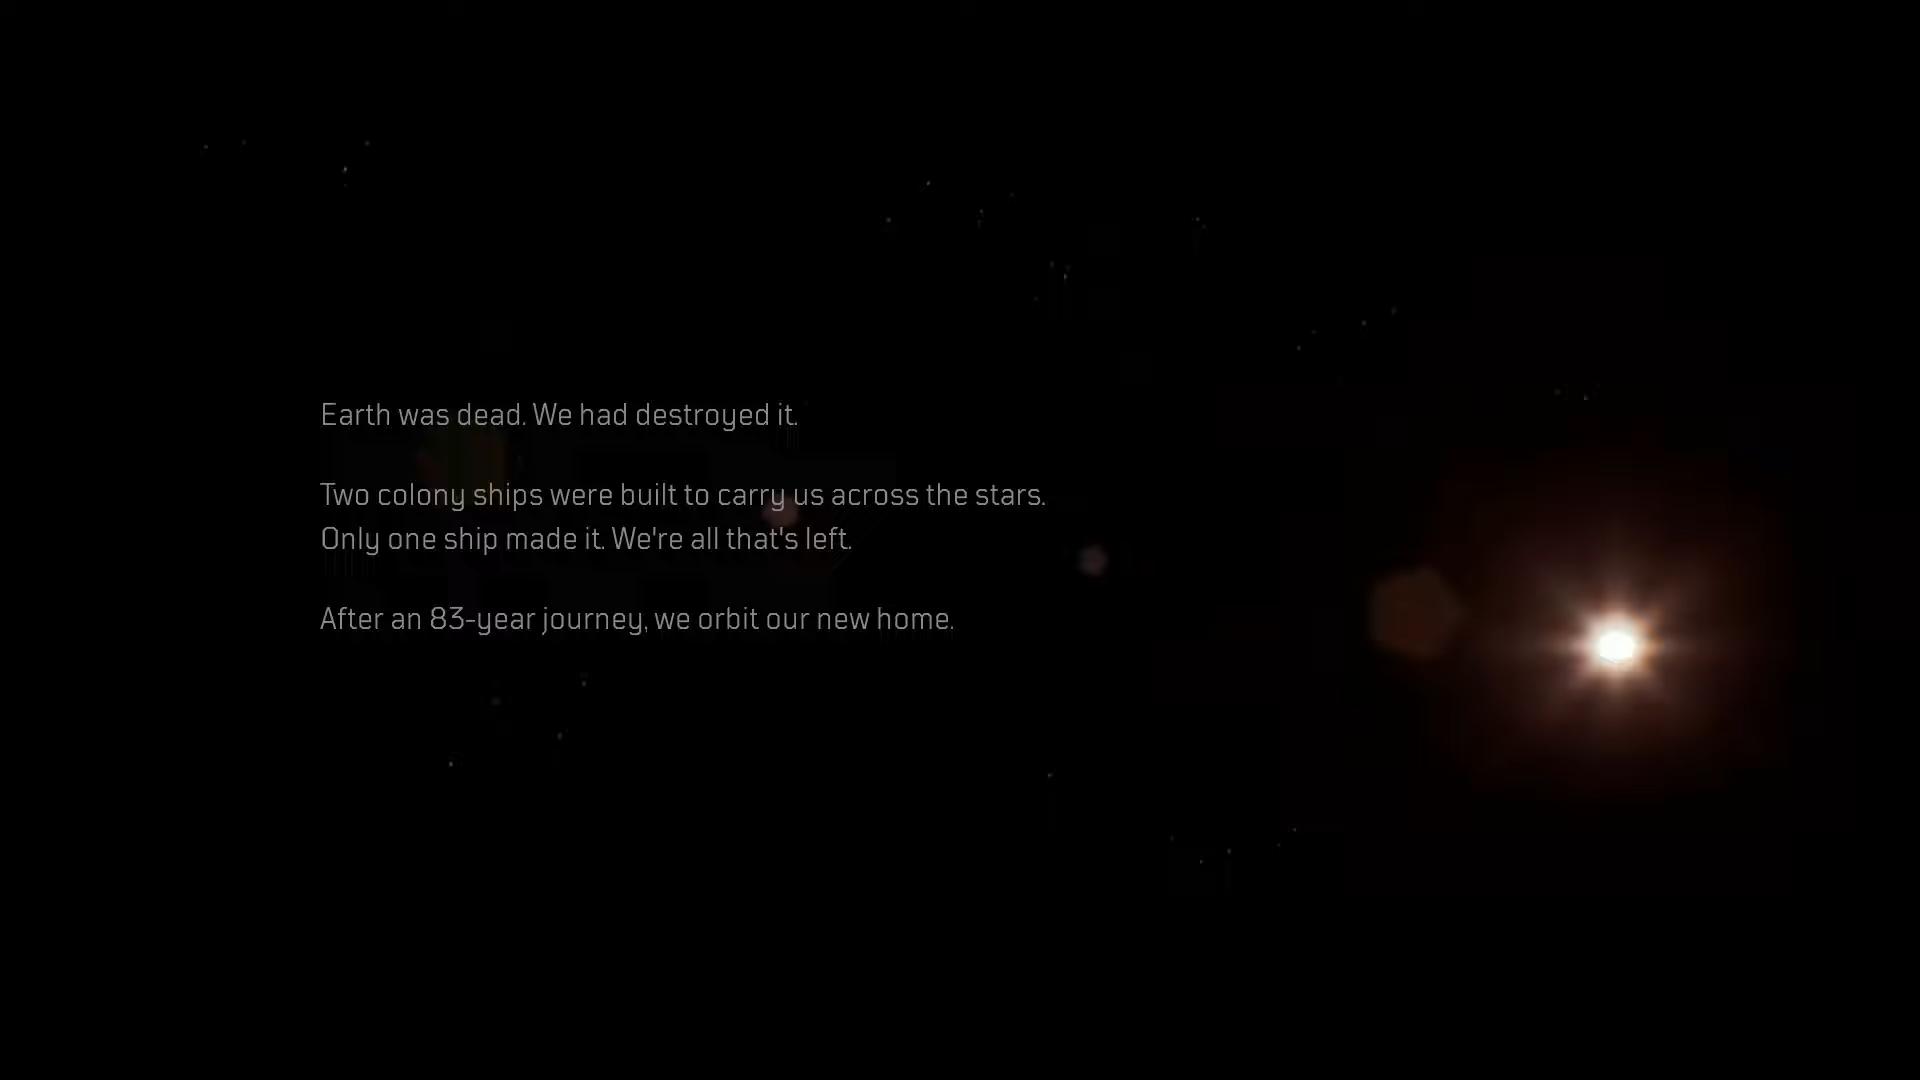 Earth was dead. We had destroyed it.
Two colony ships were built to carry us across the stars.
Only one ship made it. We're all that's left.
After an 83-year journey, we orbit our new home.